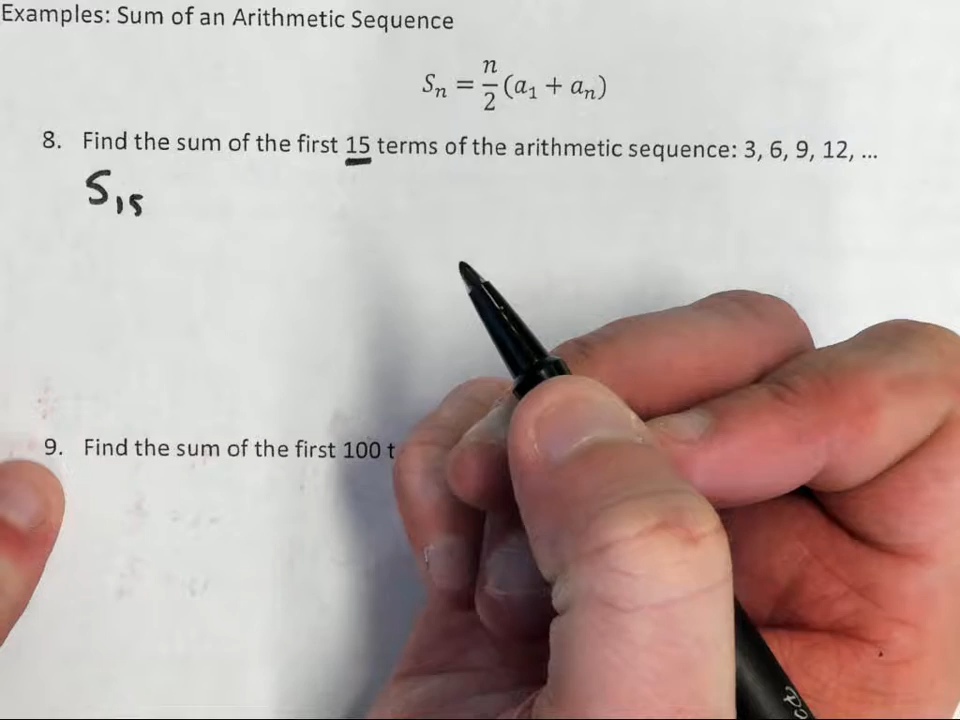 Examples: Sum of an Arithmetic Sequence
Sₙ = n/2 (a₁ + aₙ)
8. Find the sum of the first 15 terms of the arithmetic sequence: 3, 6, 9, 12, ...
S₁₅
9. Find the sum of the first 100 t